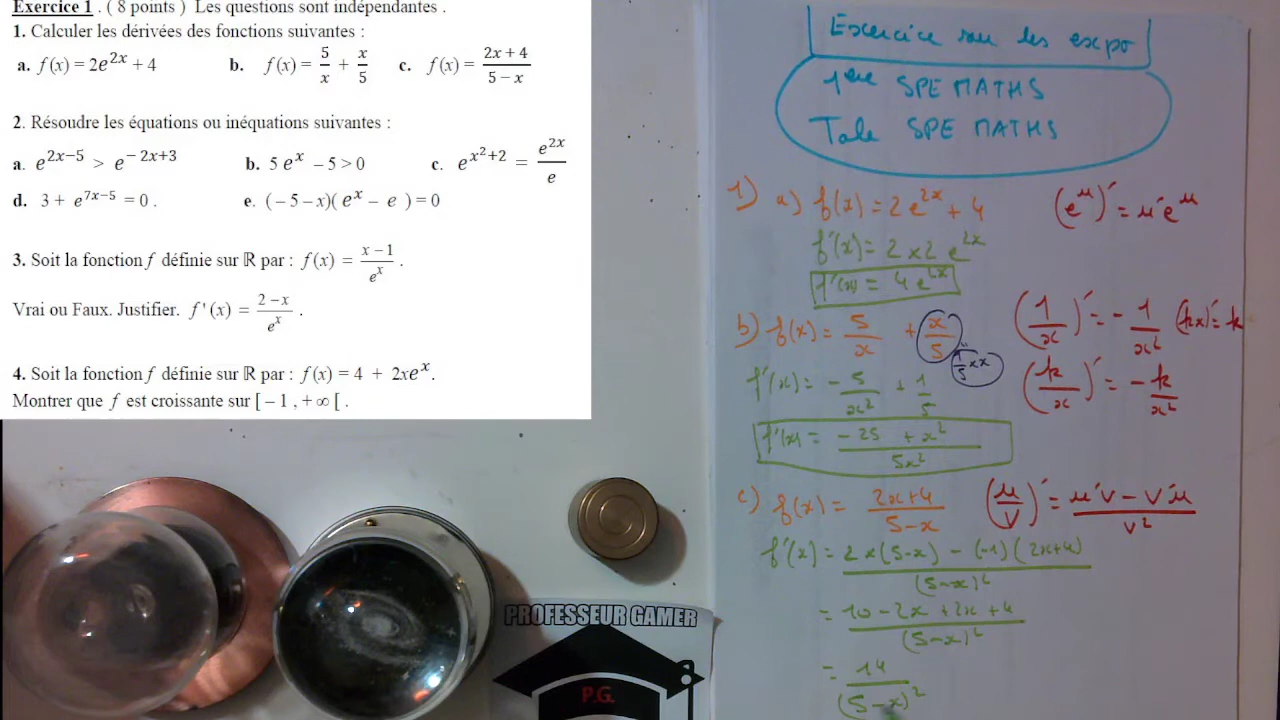 Exercice 1 . ( 8 points ) Les questions sont indépendantes .
1. Calculer les dérivées des fonctions suivantes :
a. f(x) = 2e^{2x} + 4 b. f(x) = 5/x + x/5 c. f(x) = (2x + 4)/(5 − x)
2. Résoudre les équations ou inéquations suivantes :
a. e^{2x−5} > e^{−2x+3} b. 5 e^x − 5 > 0 c. e^{x²+2} = e^{2x}/e
d. 3 + e^{7x−5} = 0 . e. (−5−x)( e^x − e ) = 0
3. Soit la fonction f définie sur ℝ par : f(x) = (x − 1)/e^x .
Vrai ou Faux. Justifier. f '(x) = (2 − x)/e^x .
4. Soit la fonction f définie sur ℝ par : f(x) = 4 + 2xe^x.
Montrer que f est croissante sur [ − 1 , + ∞ [ .
PROFESSEUR GAMER
P.G.
Exercice sur les expo
1ère SPE MATHS
Tale SPE MATHS
1) a) f(x) = 2 e^{2x} + 4 (e^u)' = u' e^u
f'(x) = 2 × 2 e^{2x}
f'(x) = 4 e^{2x}
b) f(x) = 5/x + x/5 (1/x)' = − 1/x² (kx)' = k
1/5 × x
f'(x) = − 5/x² + 1/5 (k/x)' = − k/x²
f'(x) = (−25 + x²)/5x²
c) f(x) = (2x+4)/(5−x) (u/v)' = (u'v − v'u)/v²
f'(x) = (2×(5−x) − (−1)(2x+4))/(5−x)²
= (10 − 2x + 2x + 4)/(5−x)²
= 14/(5−x)²